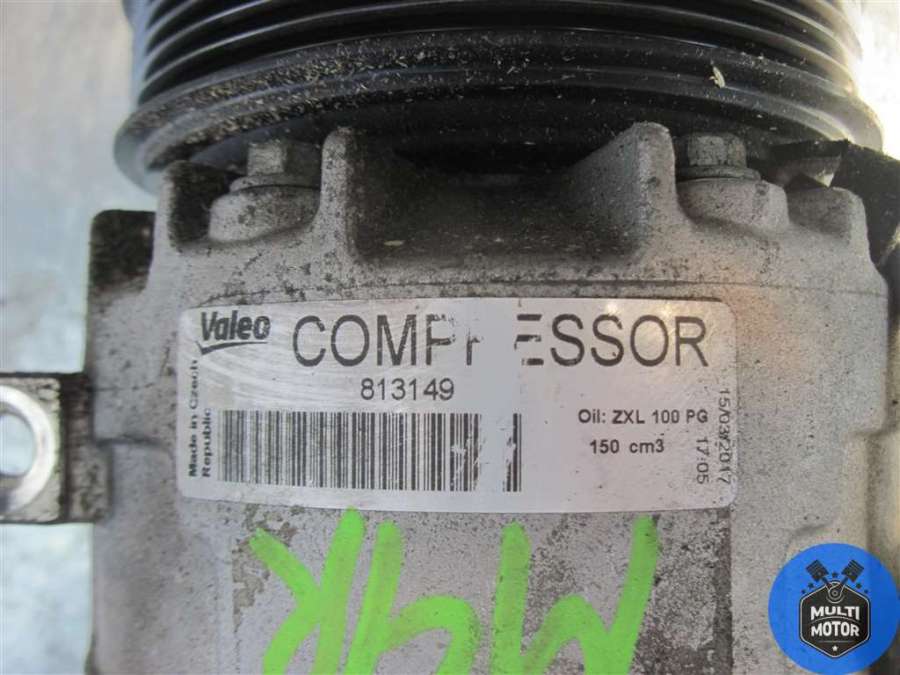 Valeo
COMPRESSOR
813149
Made in Czech
Republic
Oil: ZXL 100 PG
150 cm3
15/03/2017
17:05
MULTI
MOTOR